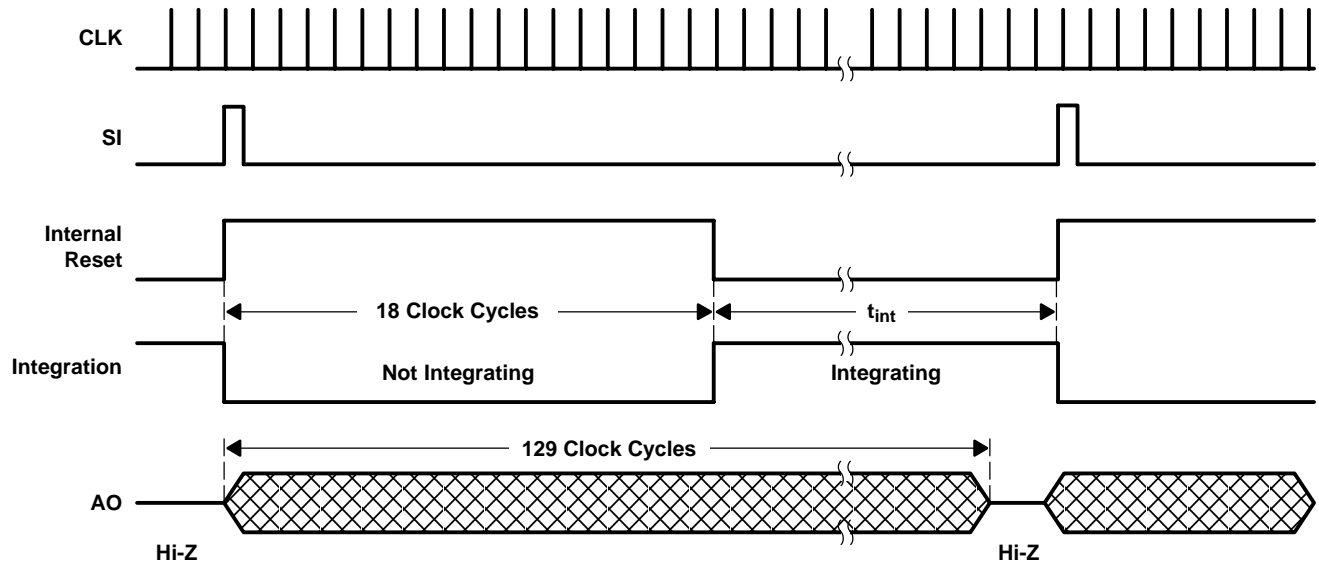 CLK
SI
Internal
Reset
18 Clock Cycles
tint
Integration
Not Integrating
Integrating
129 Clock Cycles
AO
Hi-Z
Hi-Z